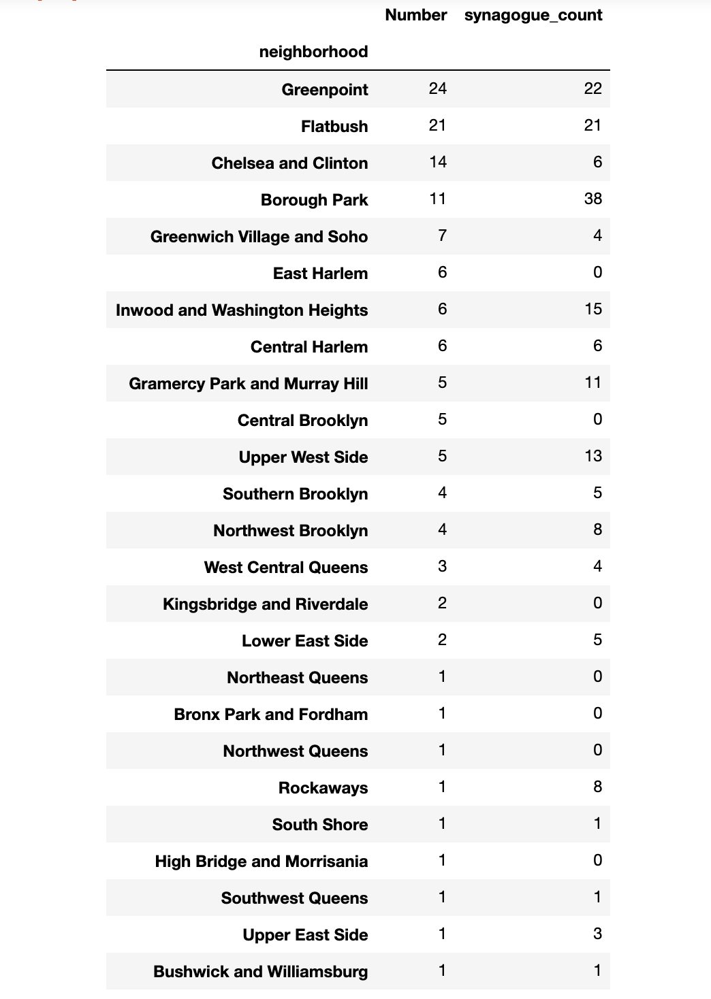 Number synagogue_count
neighborhood
Greenpoint 24 22
Flatbush 21 21
Chelsea and Clinton 14 6
Borough Park 11 38
Greenwich Village and Soho 7 4
East Harlem 6 0
Inwood and Washington Heights 6 15
Central Harlem 6 6
Gramercy Park and Murray Hill 5 11
Central Brooklyn 5 0
Upper West Side 5 13
Southern Brooklyn 4 5
Northwest Brooklyn 4 8
West Central Queens 3 4
Kingsbridge and Riverdale 2 0
Lower East Side 2 5
Northeast Queens 1 0
Bronx Park and Fordham 1 0
Northwest Queens 1 0
Rockaways 1 8
South Shore 1 1
High Bridge and Morrisania 1 0
Southwest Queens 1 1
Upper East Side 1 3
Bushwick and Williamsburg 1 1